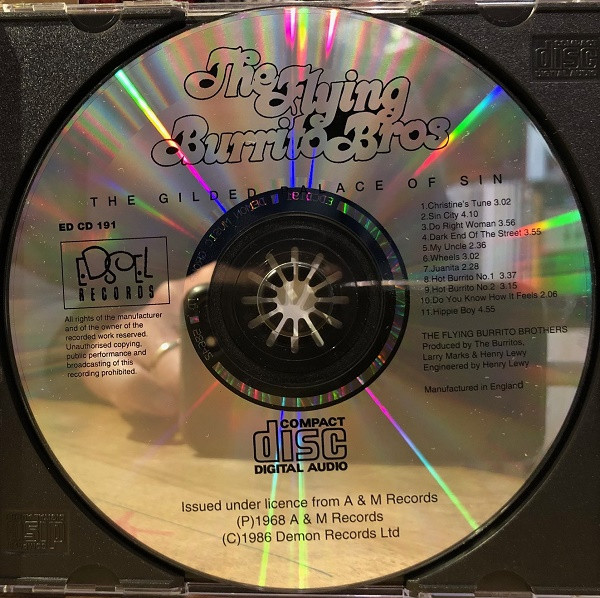 The Flying
Burrito Bros
THE GILDED PALACE OF SIN
ED CD 191
EDSEL
RECORDS
All rights of the manufacturer
and of the owner of the
recorded work reserved.
Unauthorised copying,
public performance and
broadcasting of this
recording prohibited.
1.Christine's Tune 3.02
2.Sin City 4.10
3.Do Right Woman 3.56
4.Dark End Of The Street 3.55
5.My Uncle 2.36
6.Wheels 3.02
7.Juanita 2.28
8.Hot Burrito No.1 3.37
9.Hot Burrito No.2 3.15
10.Do You Know How It Feels 2.06
11.Hippie Boy 4.55
THE FLYING BURRITO BROTHERS
Produced by The Burritos,
Larry Marks & Henry Lewy
Engineered by Henry Lewy
Manufactured in England
COMPACT
disc
DIGITAL AUDIO
Issued under licence from A & M Records
(P)1968 A & M Records
(C)1986 Demon Records Ltd
COMPACT
disc
DIGITAL AUDIO